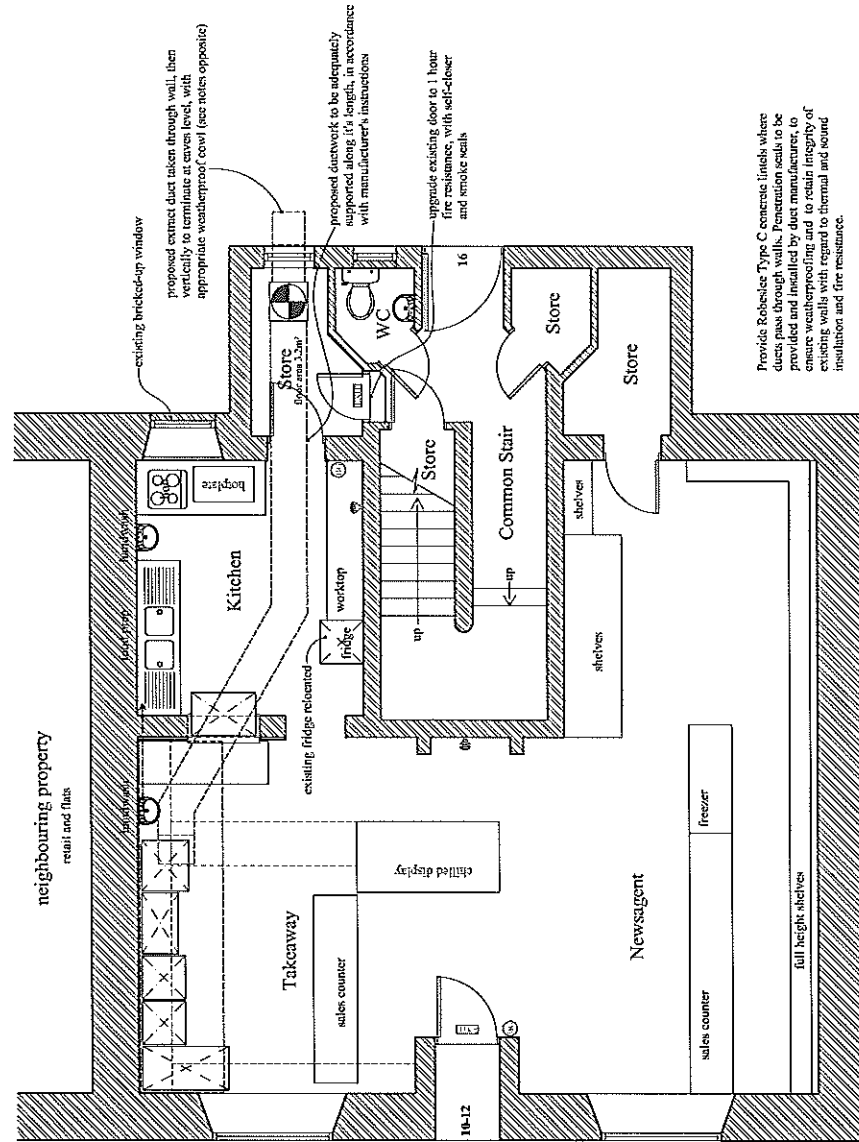 neighbouring property
retail and flats
existing bricked-up window
proposed extract duct taken through wall, then
vertically to terminate at eaves level, with
appropriate weatherproof cowl (see notes opposite)
proposed ductwork to be adequately
supported along it's length, in accordance
with manufacturer's instructions
upgrade existing door to 1 hour
fire resistance, with self-closer
and smoke seals
handwash
food prep
handwash
hob
hotplate
Kitchen
worktop
fridge
existing fridge relocated
Store
floor area 3.2m²
WC
16
Store
Store
Store
Common Stair
up
up
Takeaway
sales counter
chilled display
shelves
shelves
Newsagent
sales counter
freezer
full height shelves
10-12
Provide Robeslee Type C concrete lintels where
ducts pass through walls. Penetration seals to be
provided and installed by duct manufacturer, to
ensure weatherproofing and to retain integrity of
existing walls with regard to thermal and sound
insulation and fire resistance.